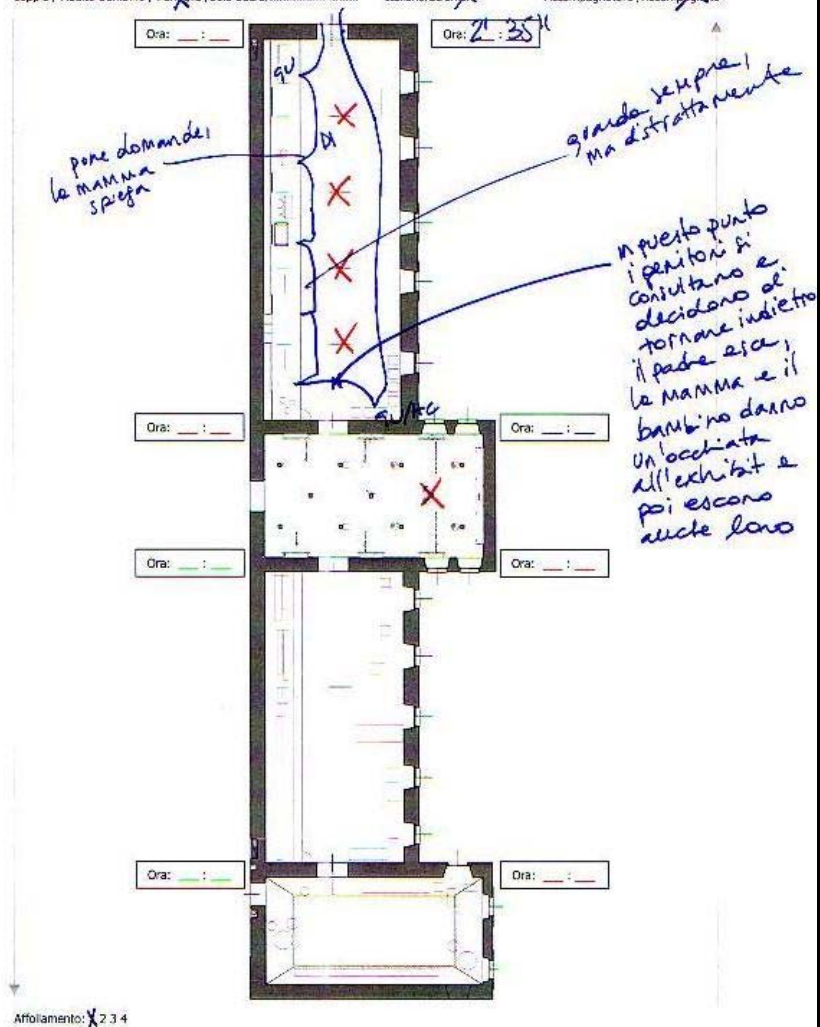 Ora: __ : __
Ora: 2' : 35"
GU
DI
pone domande,
la mamma
spiega
guarda sempre,
ma distrattamente
in questo punto
i genitori si
consultano e
decidono di
tornare indietro
il padre esce,
la mamma e il
bambino danno
un'occhiata
all'exhibit e
poi escono
anche loro
Ora: __ : __
Ora: __ : __
Ora: __ : __
Ora: __ : __
Ora: __ : __
Ora: __ : __
Affollamento: X 2 3 4